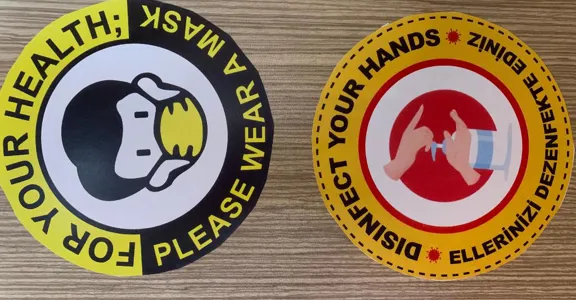 FOR YOUR HEALTH;
PLEASE WEAR A MASK
DISINFECT YOUR HANDS
ELLERİNİZİ DEZENFEKTE EDİNİZ